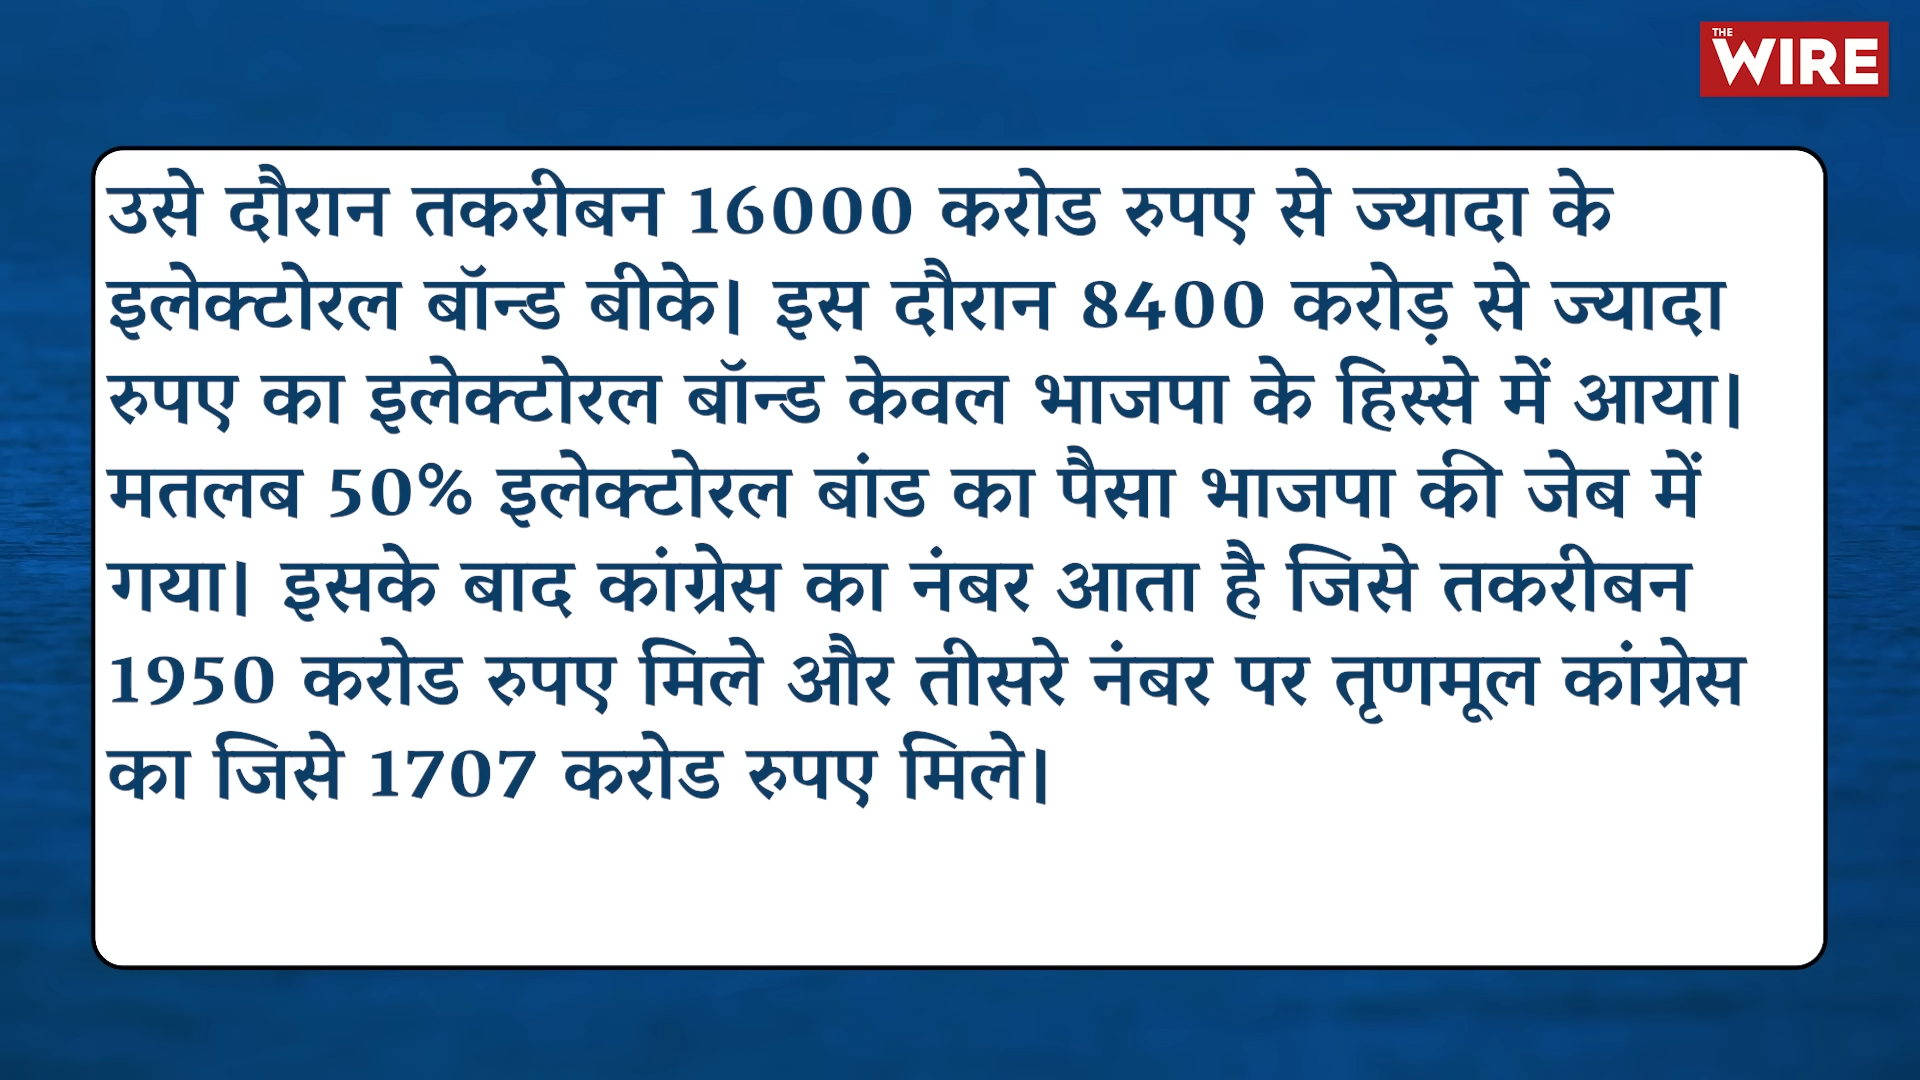 THE
WIRE
उसे दौरान तकरीबन 16000 करोड रुपए से ज्यादा के
इलेक्टोरल बॉन्ड बीके। इस दौरान 8400 करोड़ से ज्यादा
रुपए का इलेक्टोरल बॉन्ड केवल भाजपा के हिस्से में आया।
मतलब 50% इलेक्टोरल बांड का पैसा भाजपा की जेब में
गया। इसके बाद कांग्रेस का नंबर आता है जिसे तकरीबन
1950 करोड रुपए मिले और तीसरे नंबर पर तृणमूल कांग्रेस
का जिसे 1707 करोड रुपए मिले।